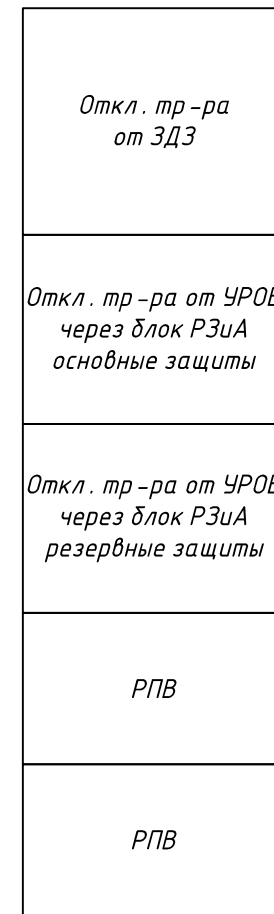 Откл. тр-ра
от ЗДЗ
Откл. тр-ра от УРОВ
через блок РЗиА
основные защиты
Откл. тр-ра от УРОВ
через блок РЗиА
резервные защиты
РПВ
РПВ